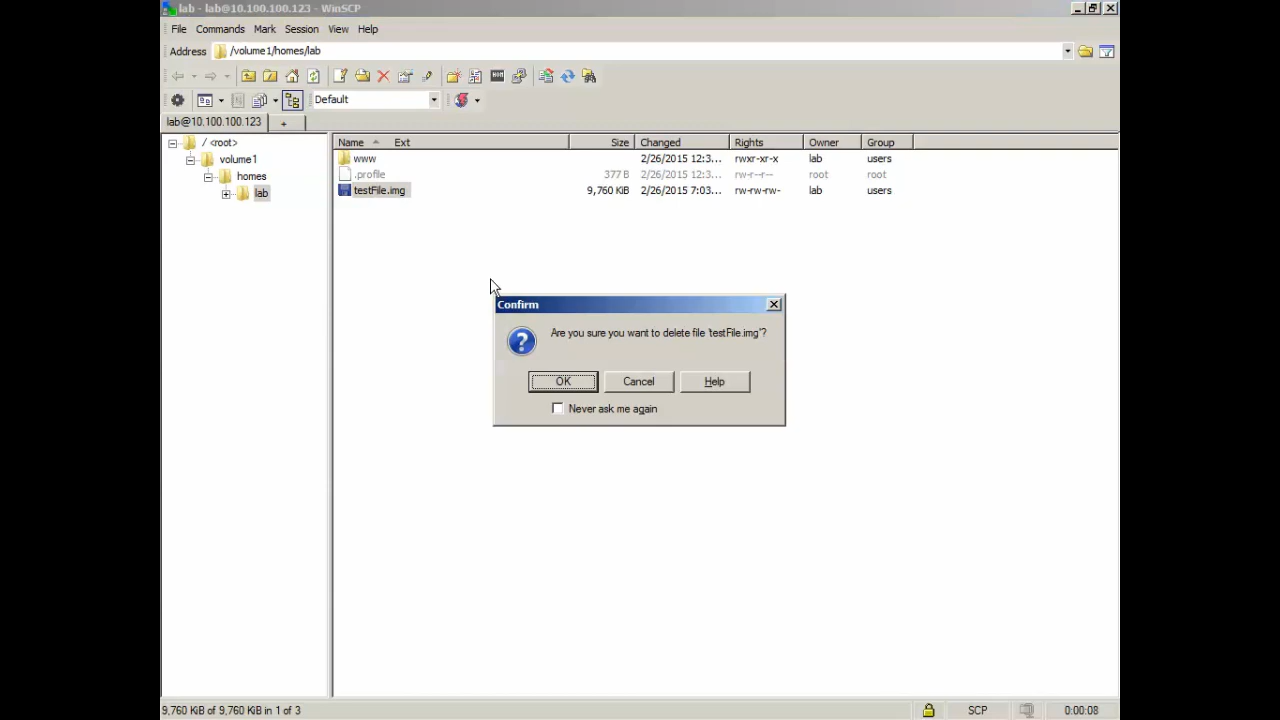 lab - lab@10.100.100.123 - WinSCP
File Commands Mark Session View Help
Address /volume1/homes/lab
Default
lab@10.100.100.123 +
/ <root>
volume1
homes
lab
Name Ext Size Changed Rights Owner Group
www 2/26/2015 12:3... rwxr-xr-x lab users
.profile 377 B 2/26/2015 12:3... rw-r--r-- root root
testFile.img 9,760 KiB 2/26/2015 7:03... rw-rw-rw- lab users
Confirm
Are you sure you want to delete file 'testFile.img'?
OK Cancel Help
Never ask me again
9,760 KiB of 9,760 KiB in 1 of 3 SCP 0:00:08